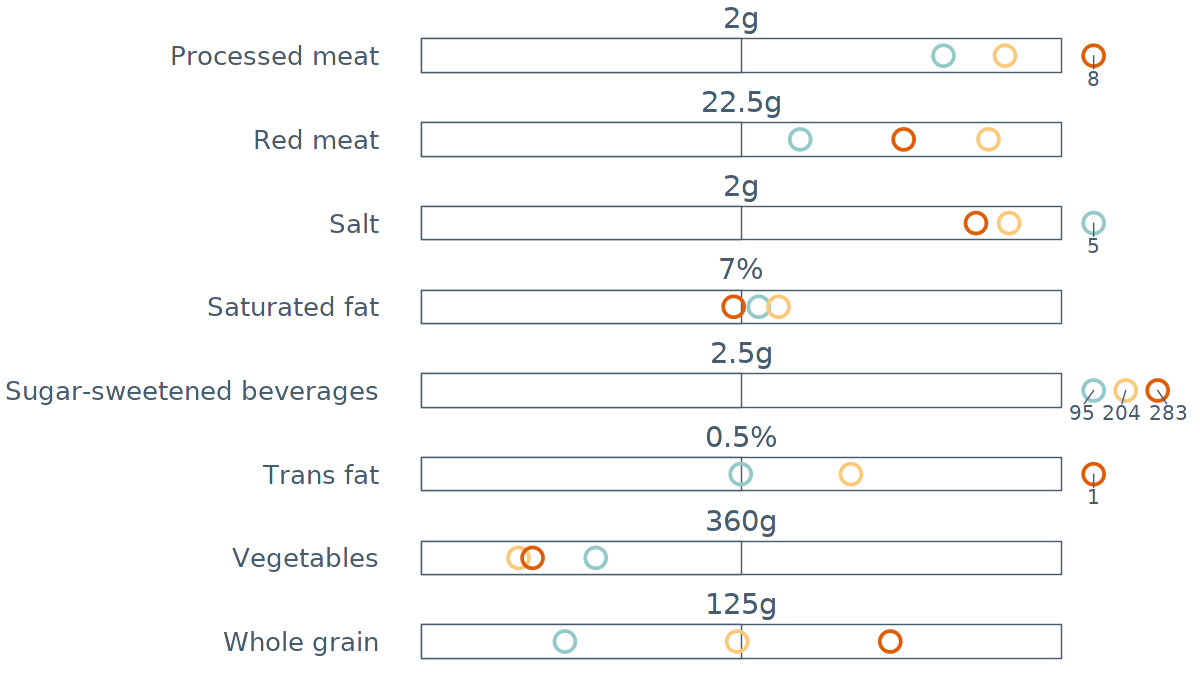 2g
Processed meat
8
22.5g
Red meat
2g
Salt
5
7%
Saturated fat
2.5g
Sugar-sweetened beverages
95 204 283
0.5%
Trans fat
1
360g
Vegetables
125g
Whole grain